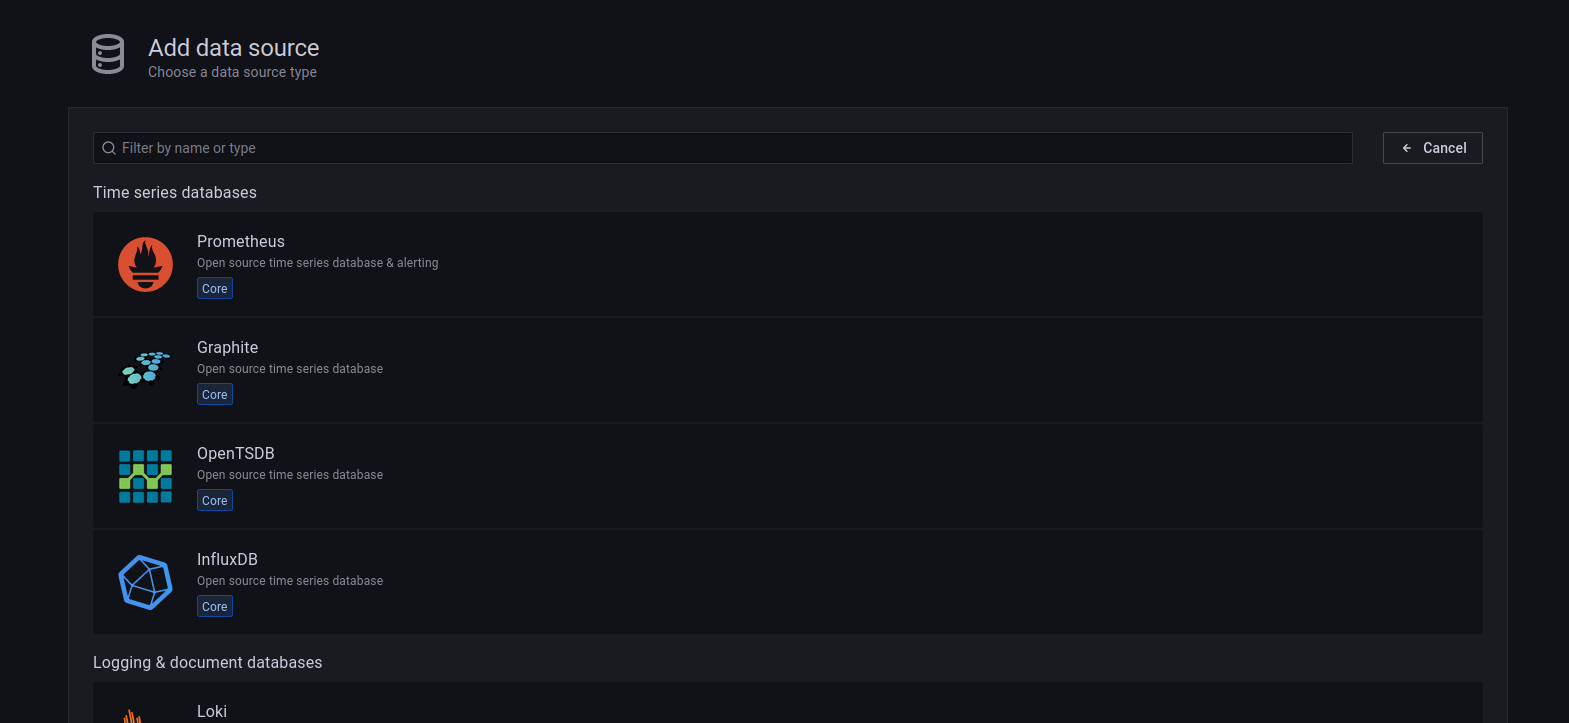 Add data source
Choose a data source type
Filter by name or type
Cancel
Time series databases
Prometheus
Open source time series database & alerting
Core
Graphite
Open source time series database
Core
OpenTSDB
Open source time series database
Core
InfluxDB
Open source time series database
Core
Logging & document databases
Loki